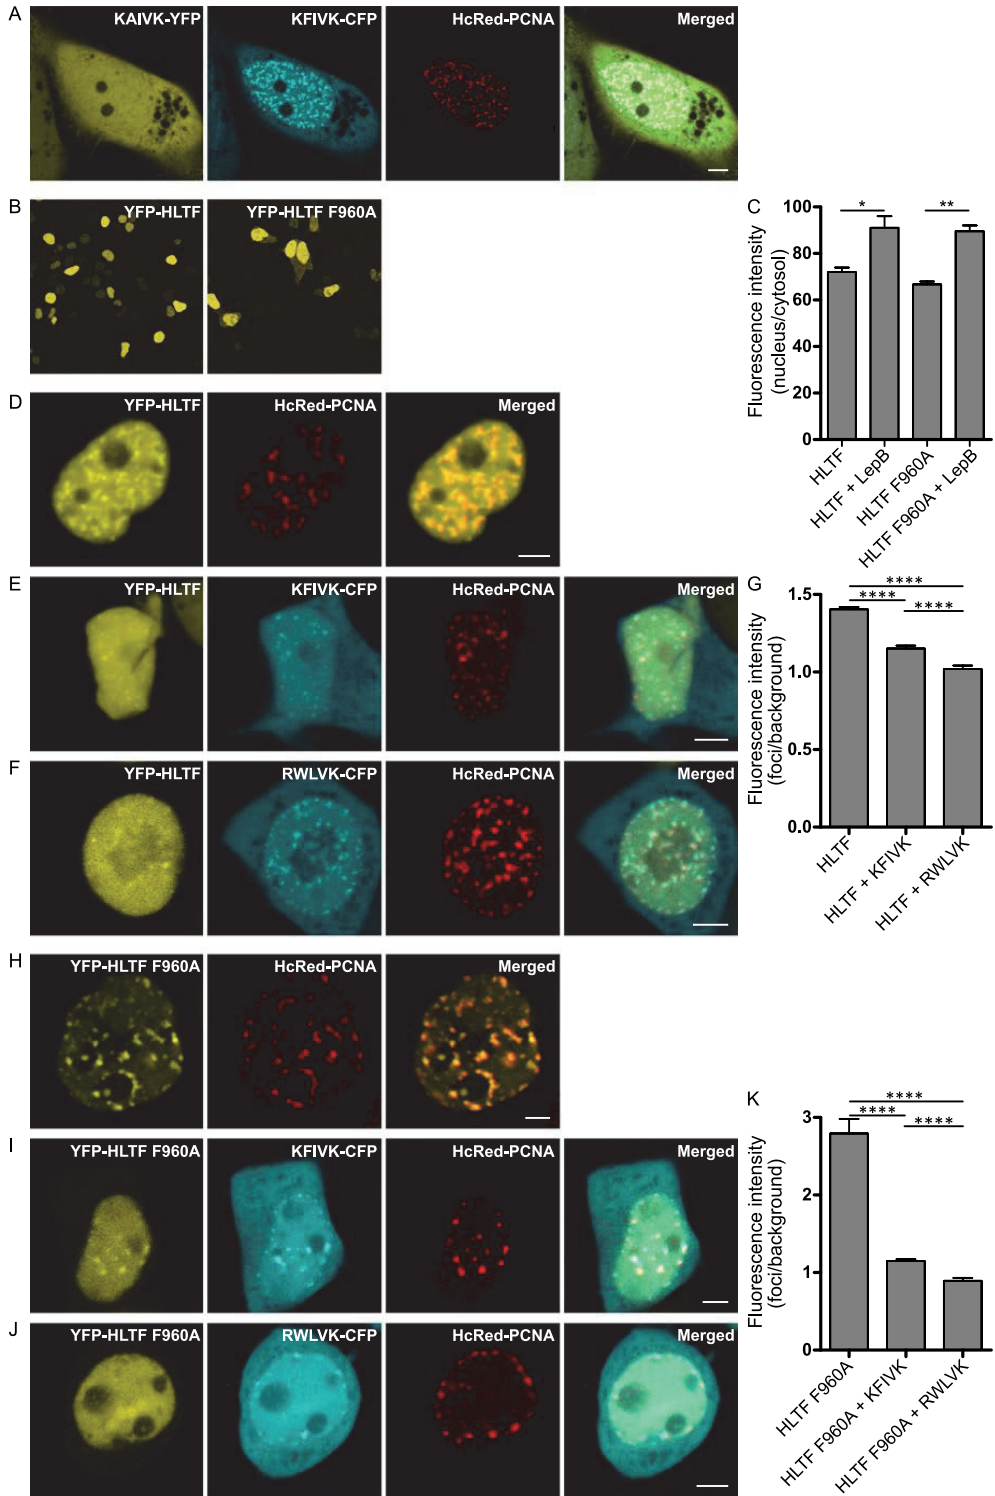 A
KAIVK-YFP
KFIVK-CFP
HcRed-PCNA
Merged
B
YFP-HLTF
YFP-HLTF F960A
C
Fluorescence intensity
(nucleus/cytosol)
100
80
60
40
20
0
*
**
HLTF
HLTF + LepB
HLTF F960A
HLTF F960A + LepB
D
YFP-HLTF
HcRed-PCNA
Merged
E
YFP-HLTF
KFIVK-CFP
HcRed-PCNA
Merged
F
YFP-HLTF
RWLVK-CFP
HcRed-PCNA
Merged
G
Fluorescence intensity
(foci/background)
1.5
1.0
0.5
0.0
****
****
****
HLTF
HLTF + KFIVK
HLTF + RWLVK
H
YFP-HLTF F960A
HcRed-PCNA
Merged
I
YFP-HLTF F960A
KFIVK-CFP
HcRed-PCNA
Merged
J
YFP-HLTF F960A
RWLVK-CFP
HcRed-PCNA
Merged
K
Fluorescence intensity
(foci/background)
3
2
1
0
****
****
****
HLTF F960A
HLTF F960A + KFIVK
HLTF F960A + RWLVK